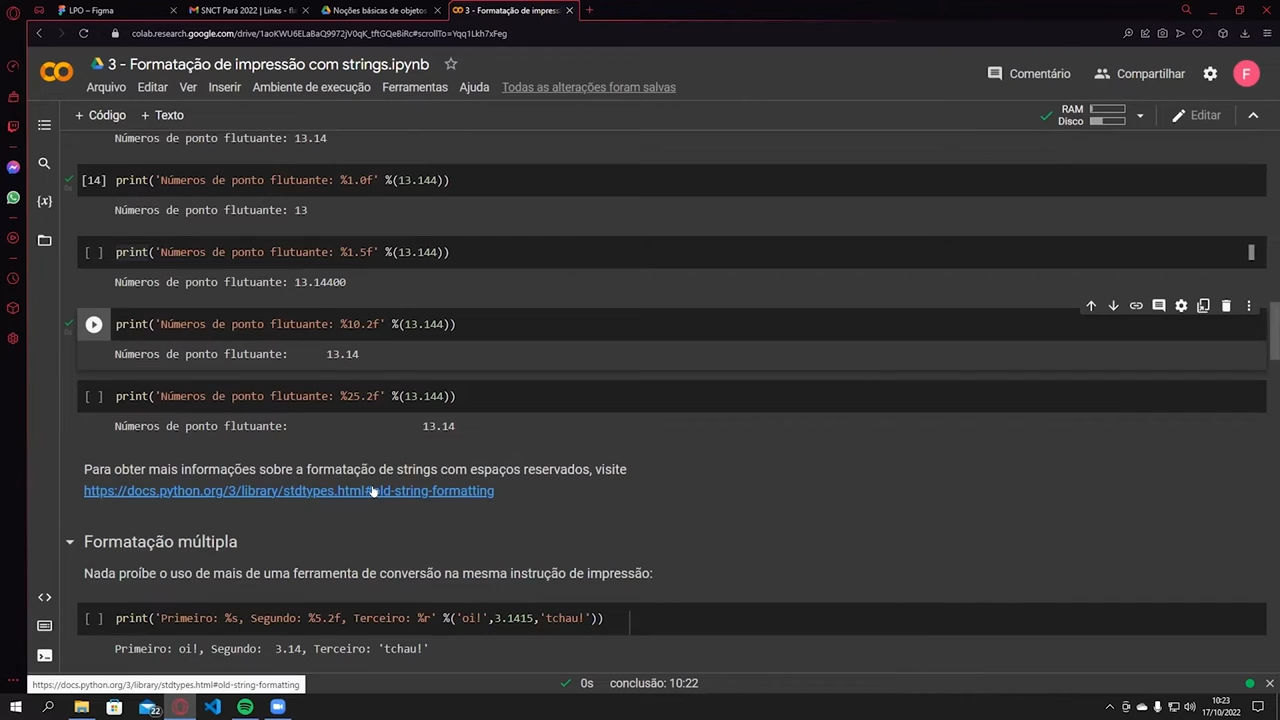 LPO – Figma
SNCT Pará 2022 | Links - fla
Noções básicas de objetos
3 - Formatação de impress
colab.research.google.com/drive/1aoKWU6ELaBaQ9972jV0qK_tftGQeBiRc#scrollTo=Yqq1Lkh7xFeg
3 - Formatação de impressão com strings.ipynb
Comentário
Compartilhar
F
Arquivo Editar Ver Inserir Ambiente de execução Ferramentas Ajuda Todas as alterações foram salvas
+ Código + Texto
RAM
Disco
Editar
Números de ponto flutuante: 13.14
[14] print('Números de ponto flutuante: %1.0f' %(13.144))
Números de ponto flutuante: 13
[ ] print('Números de ponto flutuante: %1.5f' %(13.144))
Números de ponto flutuante: 13.14400
print('Números de ponto flutuante: %10.2f' %(13.144))
Números de ponto flutuante:      13.14
[ ] print('Números de ponto flutuante: %25.2f' %(13.144))
Números de ponto flutuante:                     13.14
Para obter mais informações sobre a formatação de strings com espaços reservados, visite
https://docs.python.org/3/library/stdtypes.html#old-string-formatting
Formatação múltipla
Nada proíbe o uso de mais de uma ferramenta de conversão na mesma instrução de impressão:
[ ] print('Primeiro: %s, Segundo: %5.2f, Terceiro: %r' %('oi!',3.1415,'tchau!'))
Primeiro: oi!, Segundo:  3.14, Terceiro: 'tchau!'
https://docs.python.org/3/library/stdtypes.html#old-string-formatting
0s conclusão: 10:22
22
10:23
17/10/2022